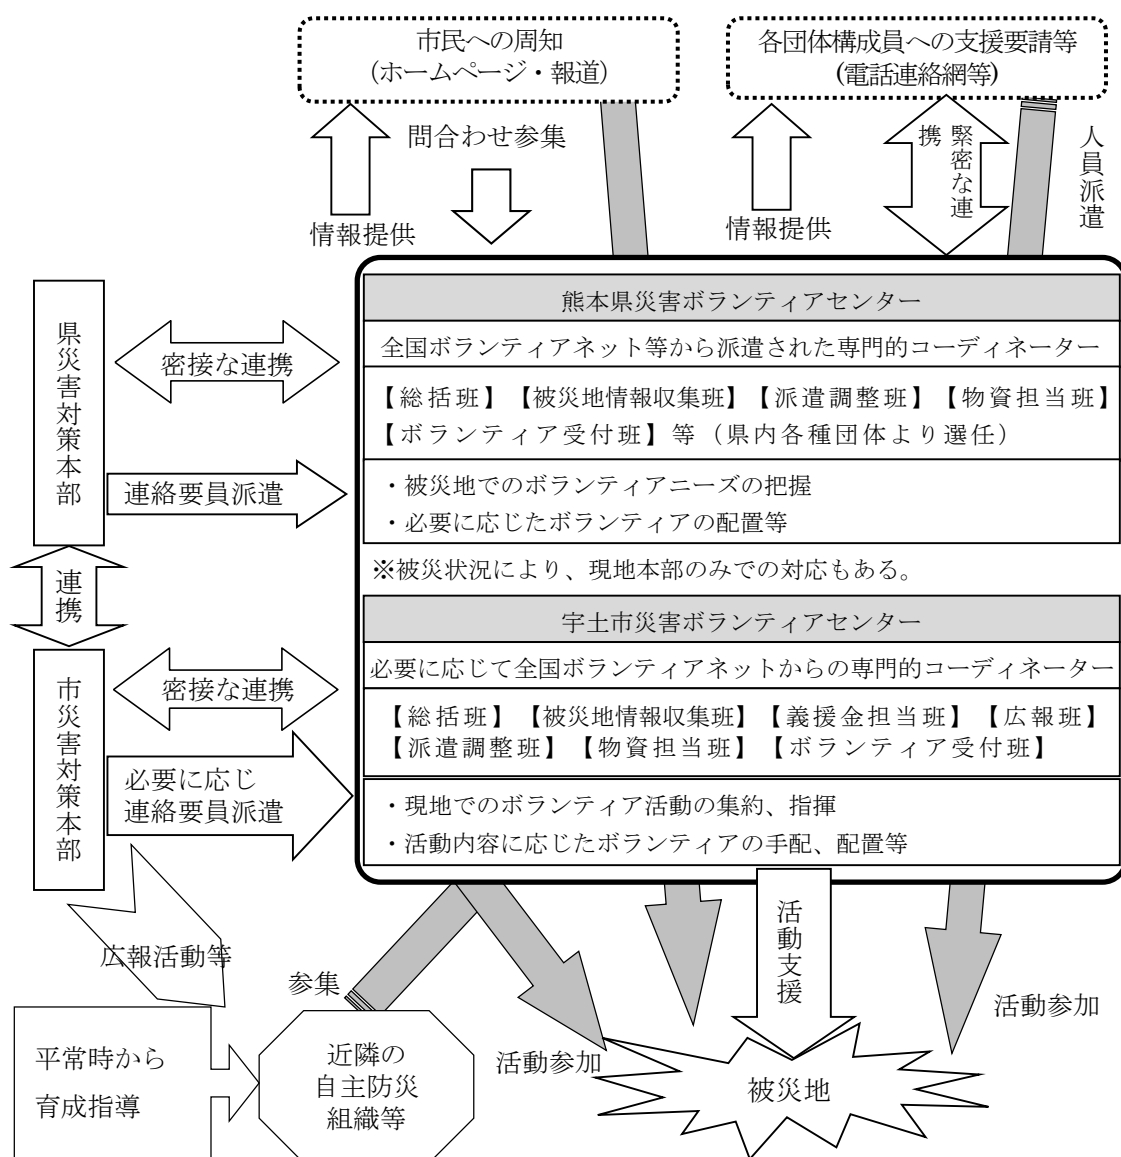 市民への周知
(ホームページ・報道)
各団体構成員への支援要請等
(電話連絡網等)
問合わせ参集
情報提供
情報提供
緊密な連
携
人員派遣
熊本県災害ボランティアセンター
全国ボランティアネット等から派遣された専門的コーディネーター
【総括班】【被災地情報収集班】【派遣調整班】【物資担当班】
【ボランティア受付班】等（県内各種団体より選任）
・被災地でのボランティアニーズの把握
・必要に応じたボランティアの配置等
※被災状況により、現地本部のみでの対応もある。
宇土市災害ボランティアセンター
必要に応じて全国ボランティアネットからの専門的コーディネーター
【総括班】【被災地情報収集班】【義援金担当班】【広報班】
【派遣調整班】【物資担当班】【ボランティア受付班】
・現地でのボランティア活動の集約、指揮
・活動内容に応じたボランティアの手配、配置等
県災害対策本部
密接な連携
連絡要員派遣
連携
市災害対策本部
密接な連携
必要に応じ
連絡要員派遣
広報活動等
平常時から
育成指導
参集
近隣の
自主防災
組織等
活動参加
活動支援
活動参加
被災地